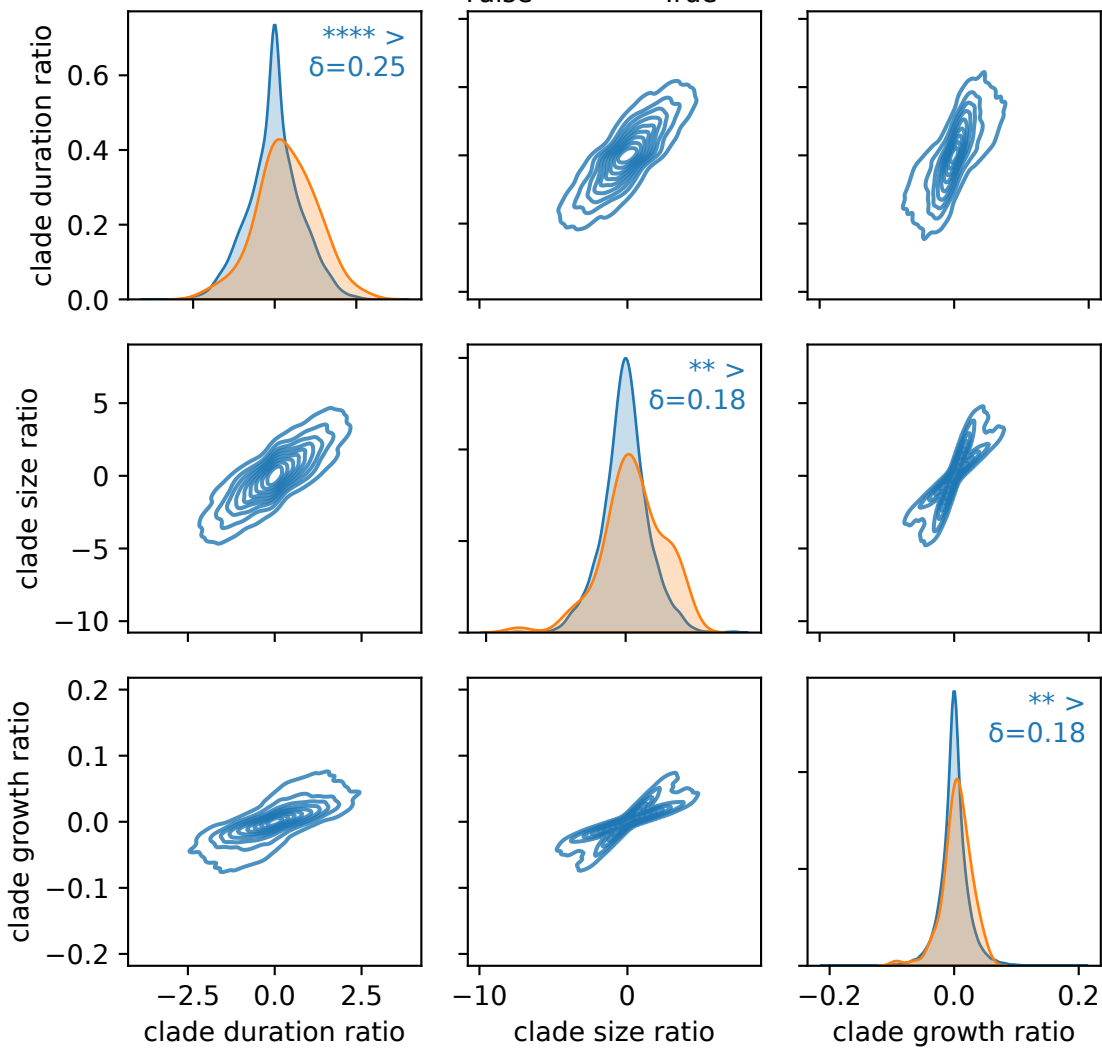 clade duration ratio
0.6
0.4
0.2
0.0
**** >
δ=0.25
clade size ratio
5
0
−5
−10
** >
δ=0.18
clade growth ratio
0.2
0.1
0.0
−0.1
−0.2
** >
δ=0.18
−2.5 0.0 2.5
clade duration ratio
−10 0
clade size ratio
−0.2 0.0 0.2
clade growth ratio